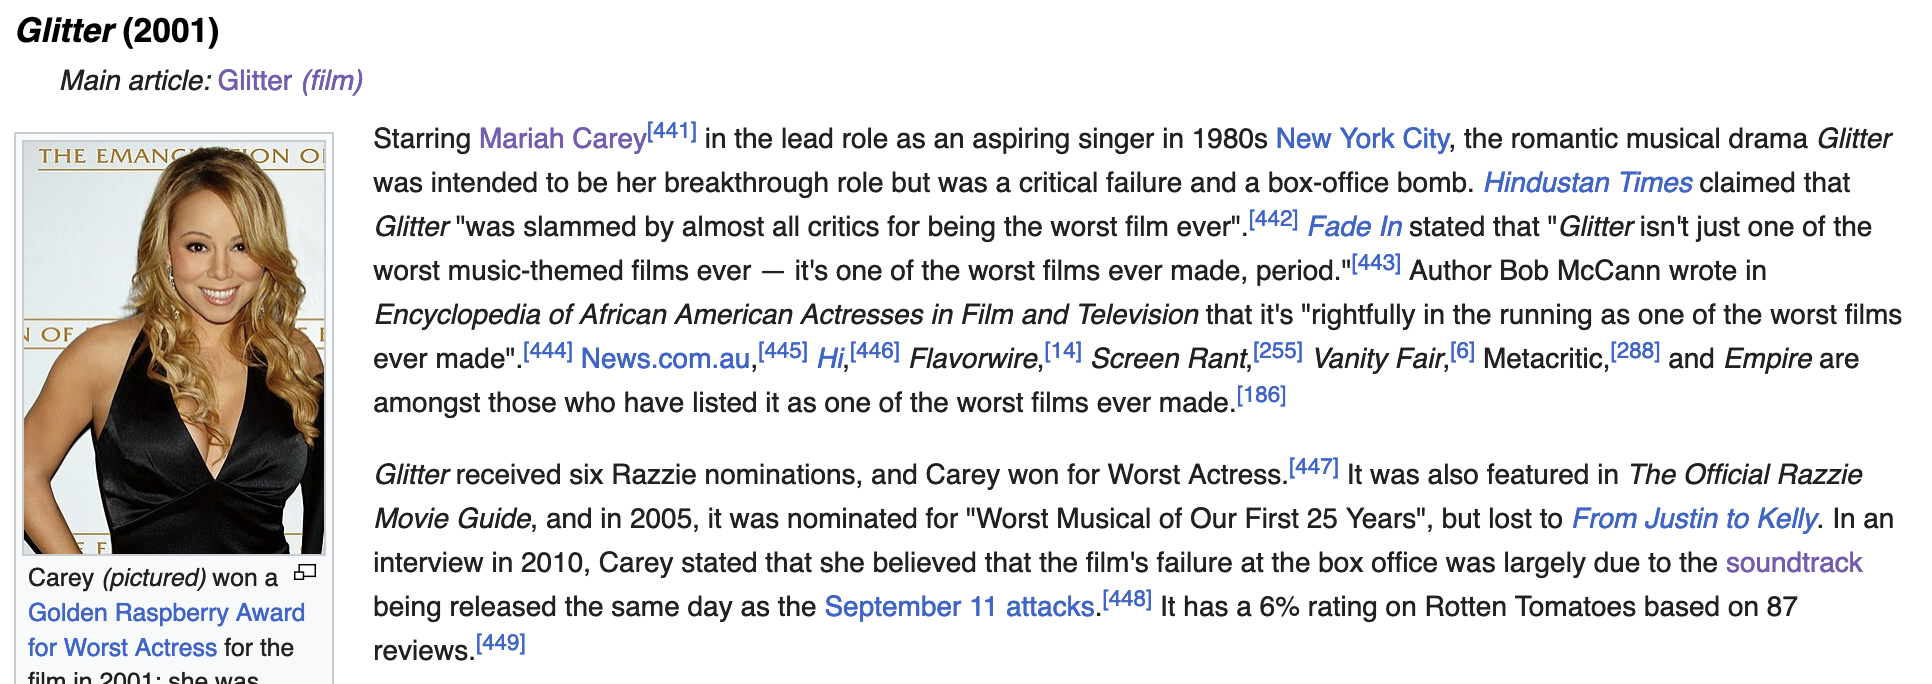 Glitter (2001)
Main article: Glitter (film)
THE EMANC ION O
N OF
E F
Carey (pictured) won a
Golden Raspberry Award
for Worst Actress for the
film in 2001; she was
Starring Mariah Carey[441] in the lead role as an aspiring singer in 1980s New York City, the romantic musical drama Glitter
was intended to be her breakthrough role but was a critical failure and a box-office bomb. Hindustan Times claimed that
Glitter "was slammed by almost all critics for being the worst film ever".[442] Fade In stated that "Glitter isn't just one of the
worst music-themed films ever — it's one of the worst films ever made, period."[443] Author Bob McCann wrote in
Encyclopedia of African American Actresses in Film and Television that it's "rightfully in the running as one of the worst films
ever made".[444] News.com.au,[445] Hi,[446] Flavorwire,[14] Screen Rant,[255] Vanity Fair,[6] Metacritic,[288] and Empire are
amongst those who have listed it as one of the worst films ever made.[186]
Glitter received six Razzie nominations, and Carey won for Worst Actress.[447] It was also featured in The Official Razzie
Movie Guide, and in 2005, it was nominated for "Worst Musical of Our First 25 Years", but lost to From Justin to Kelly. In an
interview in 2010, Carey stated that she believed that the film's failure at the box office was largely due to the soundtrack
being released the same day as the September 11 attacks.[448] It has a 6% rating on Rotten Tomatoes based on 87
reviews.[449]